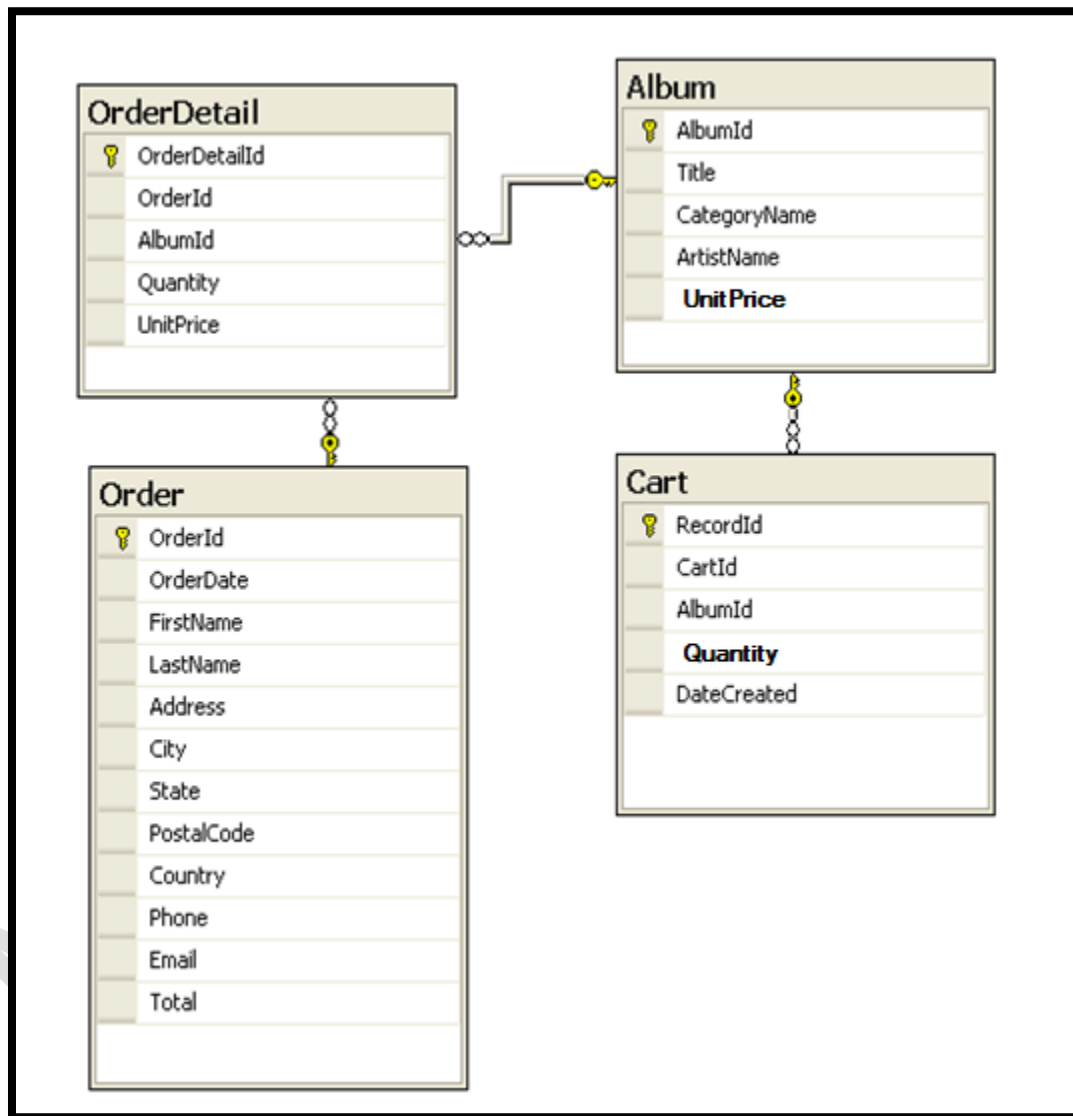 OrderDetail
OrderDetailId
OrderId
AlbumId
Quantity
UnitPrice
Album
AlbumId
Title
CategoryName
ArtistName
UnitPrice
Order
OrderId
OrderDate
FirstName
LastName
Address
City
State
PostalCode
Country
Phone
Email
Total
Cart
RecordId
CartId
AlbumId
Quantity
DateCreated